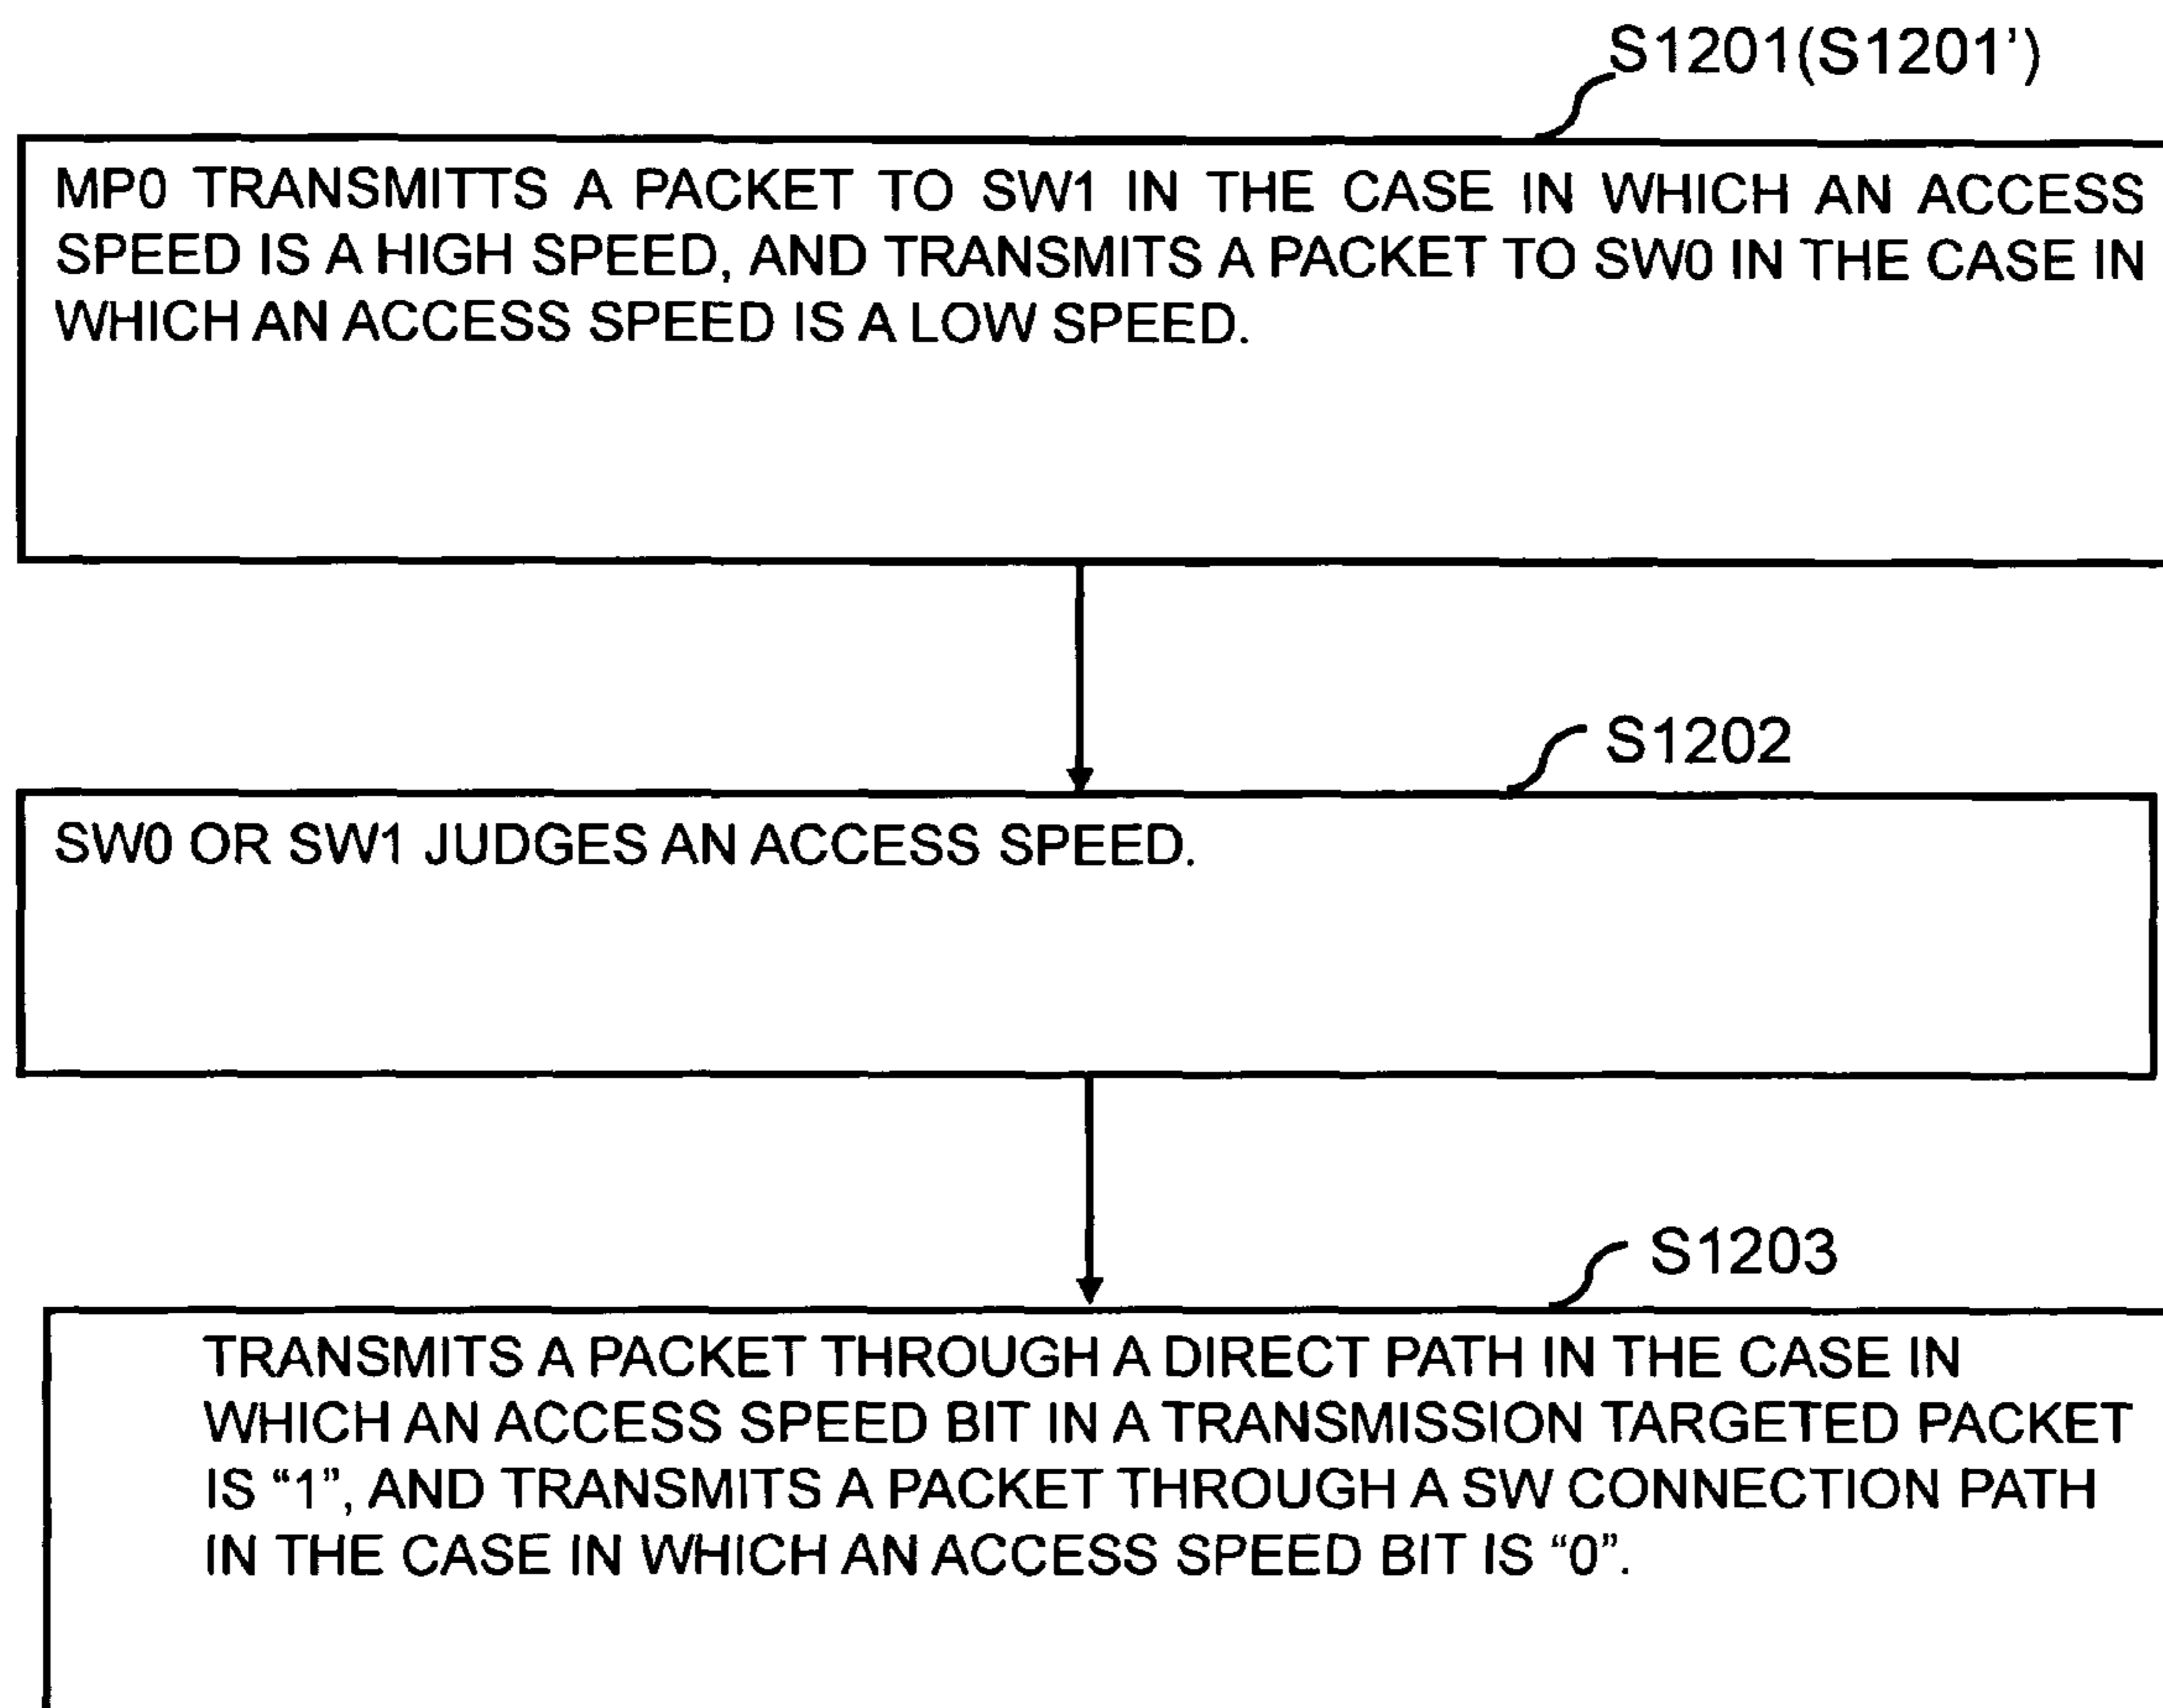 S1201(S1201’)
MP0 TRANSMITTS A PACKET TO SW1 IN THE CASE IN WHICH AN ACCESS
SPEED IS A HIGH SPEED, AND TRANSMITS A PACKET TO SW0 IN THE CASE IN
WHICH AN ACCESS SPEED IS A LOW SPEED.
S1202
SW0 OR SW1 JUDGES AN ACCESS SPEED.
S1203
TRANSMITS A PACKET THROUGH A DIRECT PATH IN THE CASE IN
WHICH AN ACCESS SPEED BIT IN A TRANSMISSION TARGETED PACKET
IS “1”, AND TRANSMITS A PACKET THROUGH A SW CONNECTION PATH
IN THE CASE IN WHICH AN ACCESS SPEED BIT IS “0”.